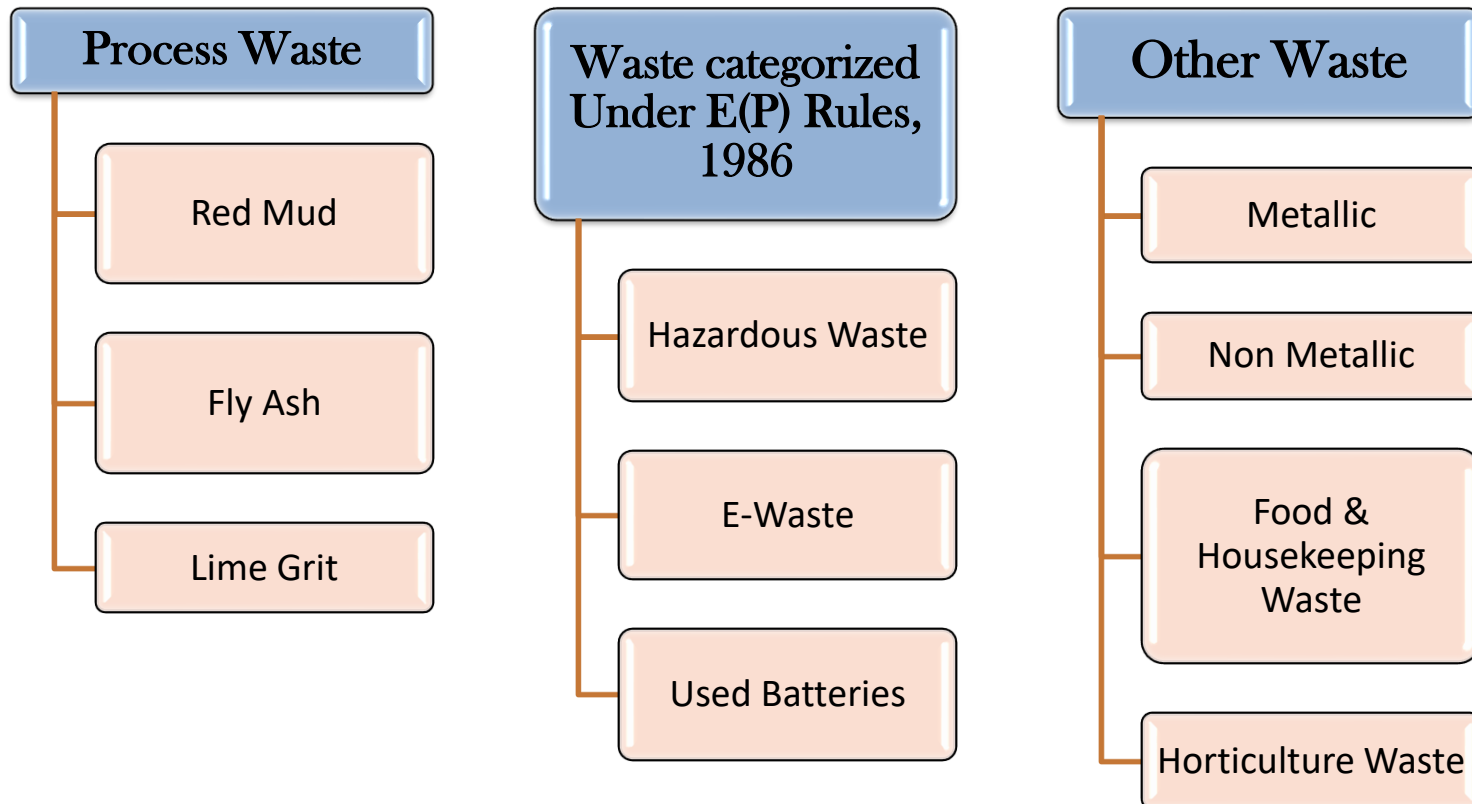 Process Waste
Red Mud
Fly Ash
Lime Grit
Waste categorized
Under E(P) Rules,
1986
Hazardous Waste
E-Waste
Used Batteries
Other Waste
Metallic
Non Metallic
Food &
Housekeeping
Waste
Horticulture Waste